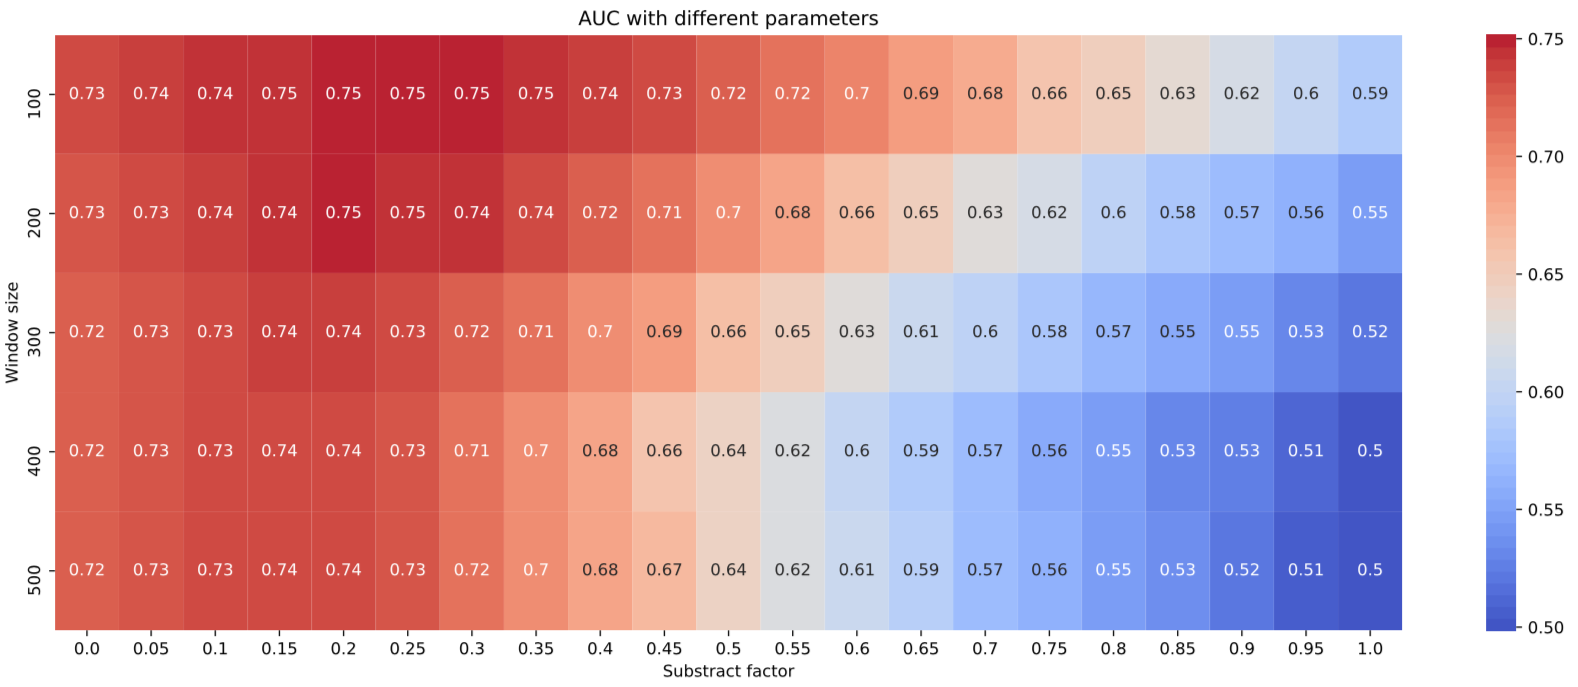 AUC with different parameters
100 0.73 0.74 0.74 0.75 0.75 0.75 0.75 0.75 0.74 0.73 0.72 0.72 0.7 0.69 0.68 0.66 0.65 0.63 0.62 0.6 0.59
200 0.73 0.73 0.74 0.74 0.75 0.75 0.74 0.74 0.72 0.71 0.7 0.68 0.66 0.65 0.63 0.62 0.6 0.58 0.57 0.56 0.55
300 0.72 0.73 0.73 0.74 0.74 0.73 0.72 0.71 0.7 0.69 0.66 0.65 0.63 0.61 0.6 0.58 0.57 0.55 0.55 0.53 0.52
400 0.72 0.73 0.73 0.74 0.74 0.73 0.71 0.7 0.68 0.66 0.64 0.62 0.6 0.59 0.57 0.56 0.55 0.53 0.53 0.51 0.5
500 0.72 0.73 0.73 0.74 0.74 0.73 0.72 0.7 0.68 0.67 0.64 0.62 0.61 0.59 0.57 0.56 0.55 0.53 0.52 0.51 0.5
0.0 0.05 0.1 0.15 0.2 0.25 0.3 0.35 0.4 0.45 0.5 0.55 0.6 0.65 0.7 0.75 0.8 0.85 0.9 0.95 1.0
Substract factor
Window size
0.75
0.70
0.65
0.60
0.55
0.50